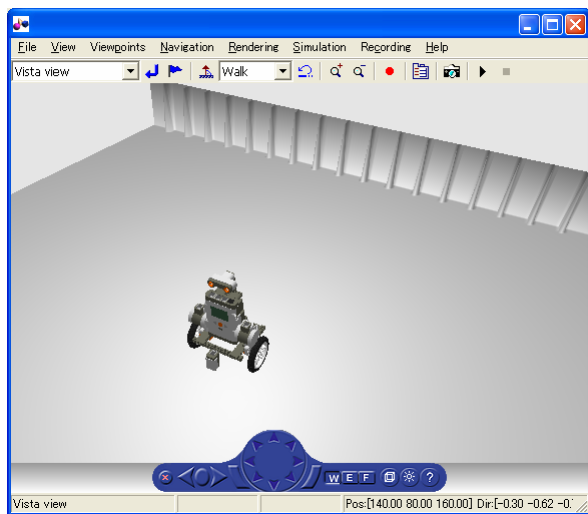 File View Viewpoints Navigation Rendering Simulation Recording Help
Vista view Walk
W E F ?
Vista view Pos:[140.00 80.00 160.00] Dir:[-0.30 -0.62 -0.